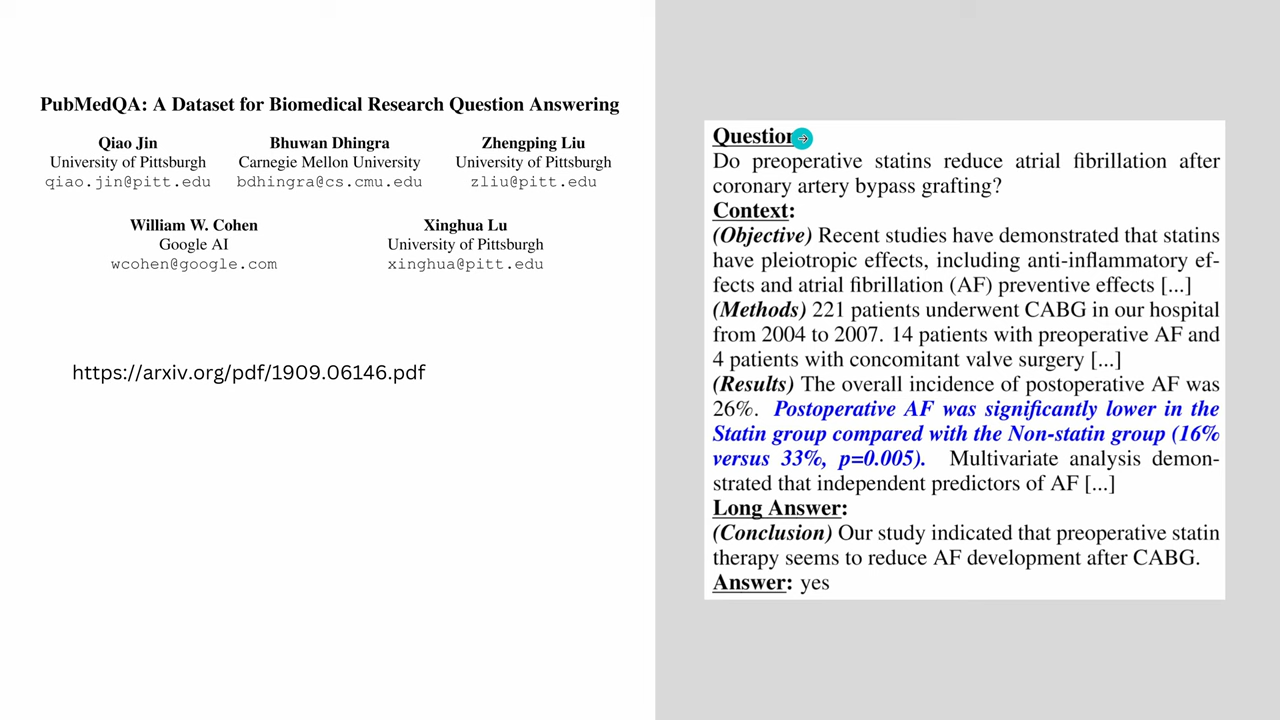 PubMedQA: A Dataset for Biomedical Research Question Answering
Qiao Jin
University of Pittsburgh
qiao.jin@pitt.edu
Bhuwan Dhingra
Carnegie Mellon University
bdhingra@cs.cmu.edu
Zhengping Liu
University of Pittsburgh
zliu@pitt.edu
William W. Cohen
Google AI
wcohen@google.com
Xinghua Lu
University of Pittsburgh
xinghua@pitt.edu
https://arxiv.org/pdf/1909.06146.pdf
Question
Do preoperative statins reduce atrial fibrillation after
coronary artery bypass grafting?
Context:
(Objective) Recent studies have demonstrated that statins
have pleiotropic effects, including anti-inflammatory ef-
fects and atrial fibrillation (AF) preventive effects [...]
(Methods) 221 patients underwent CABG in our hospital
from 2004 to 2007. 14 patients with preoperative AF and
4 patients with concomitant valve surgery [...]
(Results) The overall incidence of postoperative AF was
26%. Postoperative AF was significantly lower in the
Statin group compared with the Non-statin group (16%
versus 33%, p=0.005). Multivariate analysis demon-
strated that independent predictors of AF [...]
Long Answer:
(Conclusion) Our study indicated that preoperative statin
therapy seems to reduce AF development after CABG.
Answer: yes